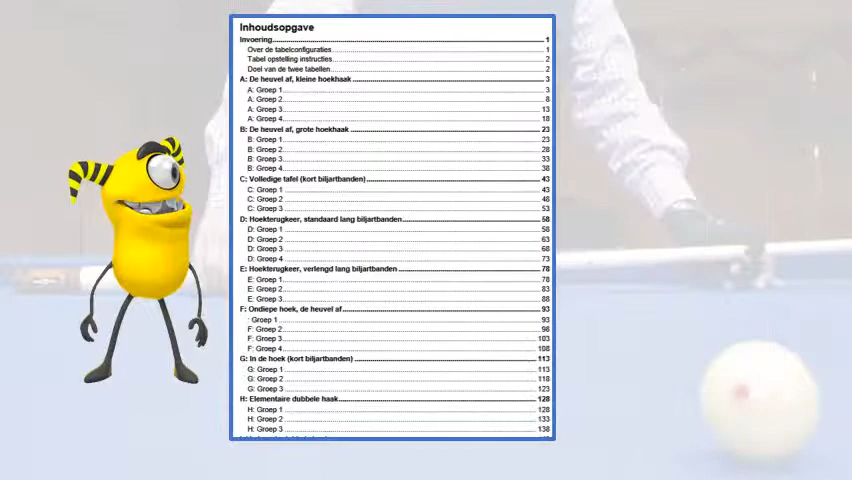 Inhoudsopgave
Invoering 1
Over de tabelconfiguraties 1
Tabel opstelling instructies 2
Doel van de twee tabellen 2
A: De heuvel af, kleine hoekhaak 3
A: Groep 1 3
A: Groep 2 8
A: Groep 3 13
A: Groep 4 18
B: De heuvel af, grote hoekhaak 23
B: Groep 1 23
B: Groep 2 28
B: Groep 3 33
B: Groep 4 38
C: Volledige tafel (kort biljartbanden) 43
C: Groep 1 43
C: Groep 2 48
C: Groep 3 53
D: Hoekterugkeer, standaard lang biljartbanden 58
D: Groep 1 58
D: Groep 2 63
D: Groep 3 68
D: Groep 4 73
E: Hoekterugkeer, verlengd lang biljartbanden 78
E: Groep 1 78
E: Groep 2 83
E: Groep 3 88
F: Ondiepe hoek, de heuvel af 93
: Groep 1 93
F: Groep 2 98
F: Groep 3 103
F: Groep 4 108
G: In de hoek (kort biljartbanden) 113
G: Groep 1 113
G: Groep 2 118
G: Groep 3 123
H: Elementaire dubbele haak 128
H: Groep 1 128
H: Groep 2 133
H: Groep 3 138